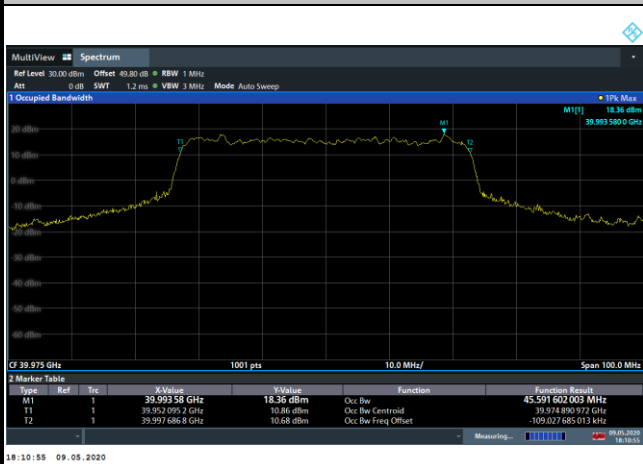 MultiView Spectrum
Ref Level 30.00 dBm Offset 49.80 dB RBW 1 MHz
Att 0 dB SWT 1.2 ms VBW 3 MHz Mode Auto Sweep
1 Occupied Bandwidth 1Pk Max
M1[1] 18.36 dBm
39.993 580 0 GHz
M1
20 dBm
T1 T2
10 dBm
0 dBm
-10 dBm
-20 dBm
-30 dBm
-40 dBm
-50 dBm
-60 dBm
CF 39.975 GHz 1001 pts 10.0 MHz/ Span 100.0 MHz
2 Marker Table
Type Ref Trc X-Value Y-Value Function Function Result
M1 1 39.993 58 GHz 18.36 dBm Occ Bw 45.591 602 003 MHz
T1 1 39.952 095 2 GHz 10.86 dBm Occ Bw Centroid 39.974 890 972 GHz
T2 1 39.997 686 8 GHz 10.68 dBm Occ Bw Freq Offset -109.027 685 013 kHz
Measuring... 09.05.2020
18:10:55
18:10:55 09.05.2020